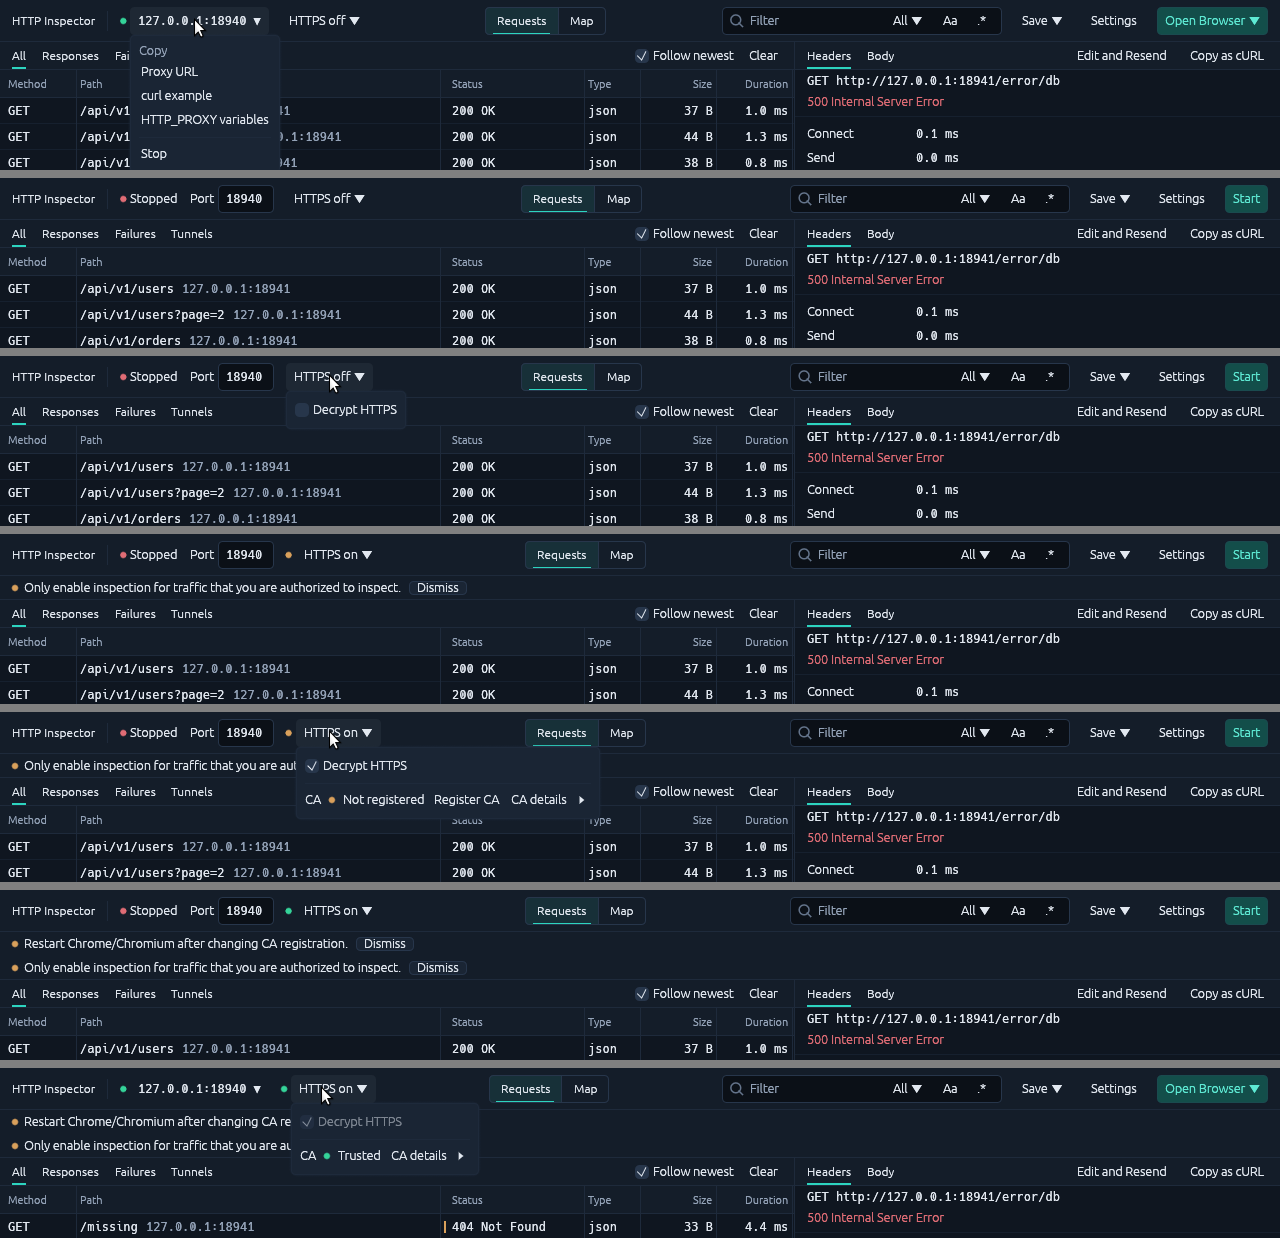 HTTP Inspector 127.0.0.1:18940 ▼ HTTPS off ▼ Requests Map Filter All ▼ Aa .* Save ▼ Settings Open Browser ▼
All Responses Fai Follow newest Clear Headers Body Edit and Resend Copy as cURL
Copy
Proxy URL
curl example
HTTP_PROXY variables
Stop
Method Path Status Type Size Duration GET http://127.0.0.1:18941/error/db
500 Internal Server Error
GET /api/v1 41 200 OK json 37 B 1.0 ms
GET /api/v1 .0.1:18941 200 OK json 44 B 1.3 ms Connect 0.1 ms
GET /api/v1 941 200 OK json 38 B 0.8 ms Send 0.0 ms
HTTP Inspector Stopped Port 18940 HTTPS off ▼ Requests Map Filter All ▼ Aa .* Save ▼ Settings Start
All Responses Failures Tunnels Follow newest Clear Headers Body Edit and Resend Copy as cURL
Method Path Status Type Size Duration GET http://127.0.0.1:18941/error/db
500 Internal Server Error
GET /api/v1/users 127.0.0.1:18941 200 OK json 37 B 1.0 ms
GET /api/v1/users?page=2 127.0.0.1:18941 200 OK json 44 B 1.3 ms Connect 0.1 ms
GET /api/v1/orders 127.0.0.1:18941 200 OK json 38 B 0.8 ms Send 0.0 ms
HTTP Inspector Stopped Port 18940 HTTPS off ▼ Requests Map Filter All ▼ Aa .* Save ▼ Settings Start
Decrypt HTTPS
All Responses Failures Tunnels Follow newest Clear Headers Body Edit and Resend Copy as cURL
Method Path Status Type Size Duration GET http://127.0.0.1:18941/error/db
500 Internal Server Error
GET /api/v1/users 127.0.0.1:18941 200 OK json 37 B 1.0 ms
GET /api/v1/users?page=2 127.0.0.1:18941 200 OK json 44 B 1.3 ms Connect 0.1 ms
GET /api/v1/orders 127.0.0.1:18941 200 OK json 38 B 0.8 ms Send 0.0 ms
HTTP Inspector Stopped Port 18940 HTTPS on ▼ Requests Map Filter All ▼ Aa .* Save ▼ Settings Start
Only enable inspection for traffic that you are authorized to inspect. Dismiss
All Responses Failures Tunnels Follow newest Clear Headers Body Edit and Resend Copy as cURL
Method Path Status Type Size Duration GET http://127.0.0.1:18941/error/db
500 Internal Server Error
GET /api/v1/users 127.0.0.1:18941 200 OK json 37 B 1.0 ms
GET /api/v1/users?page=2 127.0.0.1:18941 200 OK json 44 B 1.3 ms Connect 0.1 ms
HTTP Inspector Stopped Port 18940 HTTPS on ▼ Requests Map Filter All ▼ Aa .* Save ▼ Settings Start
Only enable inspection for traffic that you are aut
Decrypt HTTPS
CA Not registered Register CA CA details ▸
All Responses Failures Tunnels Follow newest Clear Headers Body Edit and Resend Copy as cURL
Method Path Status Type Size Duration GET http://127.0.0.1:18941/error/db
500 Internal Server Error
GET /api/v1/users 127.0.0.1:18941 200 OK json 37 B 1.0 ms
GET /api/v1/users?page=2 127.0.0.1:18941 200 OK json 44 B 1.3 ms Connect 0.1 ms
HTTP Inspector Stopped Port 18940 HTTPS on ▼ Requests Map Filter All ▼ Aa .* Save ▼ Settings Start
Restart Chrome/Chromium after changing CA registration. Dismiss
Only enable inspection for traffic that you are authorized to inspect. Dismiss
All Responses Failures Tunnels Follow newest Clear Headers Body Edit and Resend Copy as cURL
Method Path Status Type Size Duration GET http://127.0.0.1:18941/error/db
500 Internal Server Error
GET /api/v1/users 127.0.0.1:18941 200 OK json 37 B 1.0 ms
HTTP Inspector 127.0.0.1:18940 ▼ HTTPS on ▼ Requests Map Filter All ▼ Aa .* Save ▼ Settings Open Browser ▼
Restart Chrome/Chromium after changing CA re
Only enable inspection for traffic that you are au
Decrypt HTTPS
CA Trusted CA details ▸
All Responses Failures Tunnels Follow newest Clear Headers Body Edit and Resend Copy as cURL
Method Path Status Type Size Duration GET http://127.0.0.1:18941/error/db
500 Internal Server Error
GET /missing 127.0.0.1:18941 404 Not Found json 33 B 4.4 ms